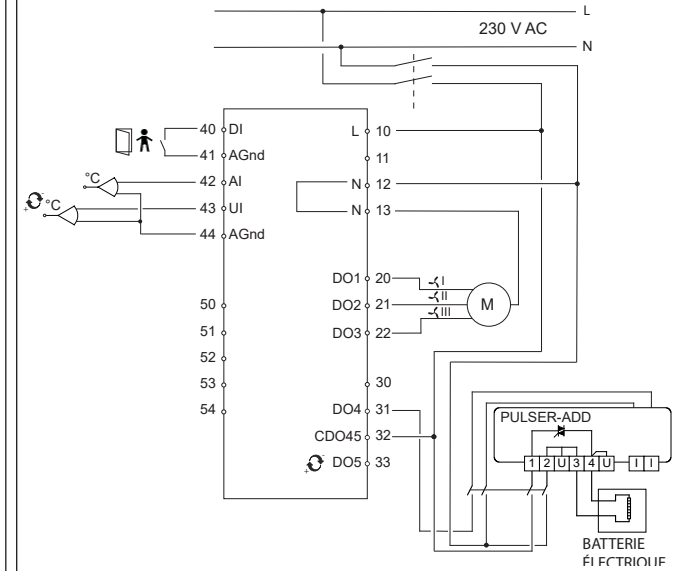 L
230 V AC
N
40 DI
L 10
41 AGnd
11
°C
42 AI
N 12
°C
43 UI
N 13
44 AGnd
DO1 20
I
50
DO2 21
II
M
51
DO3 22
III
52
53
30
54
DO4 31
PULSER-ADD
CDO45 32
DO5 33
1 2 U 3 4 U I I
BATTERIE
ÉLECTRIQUE